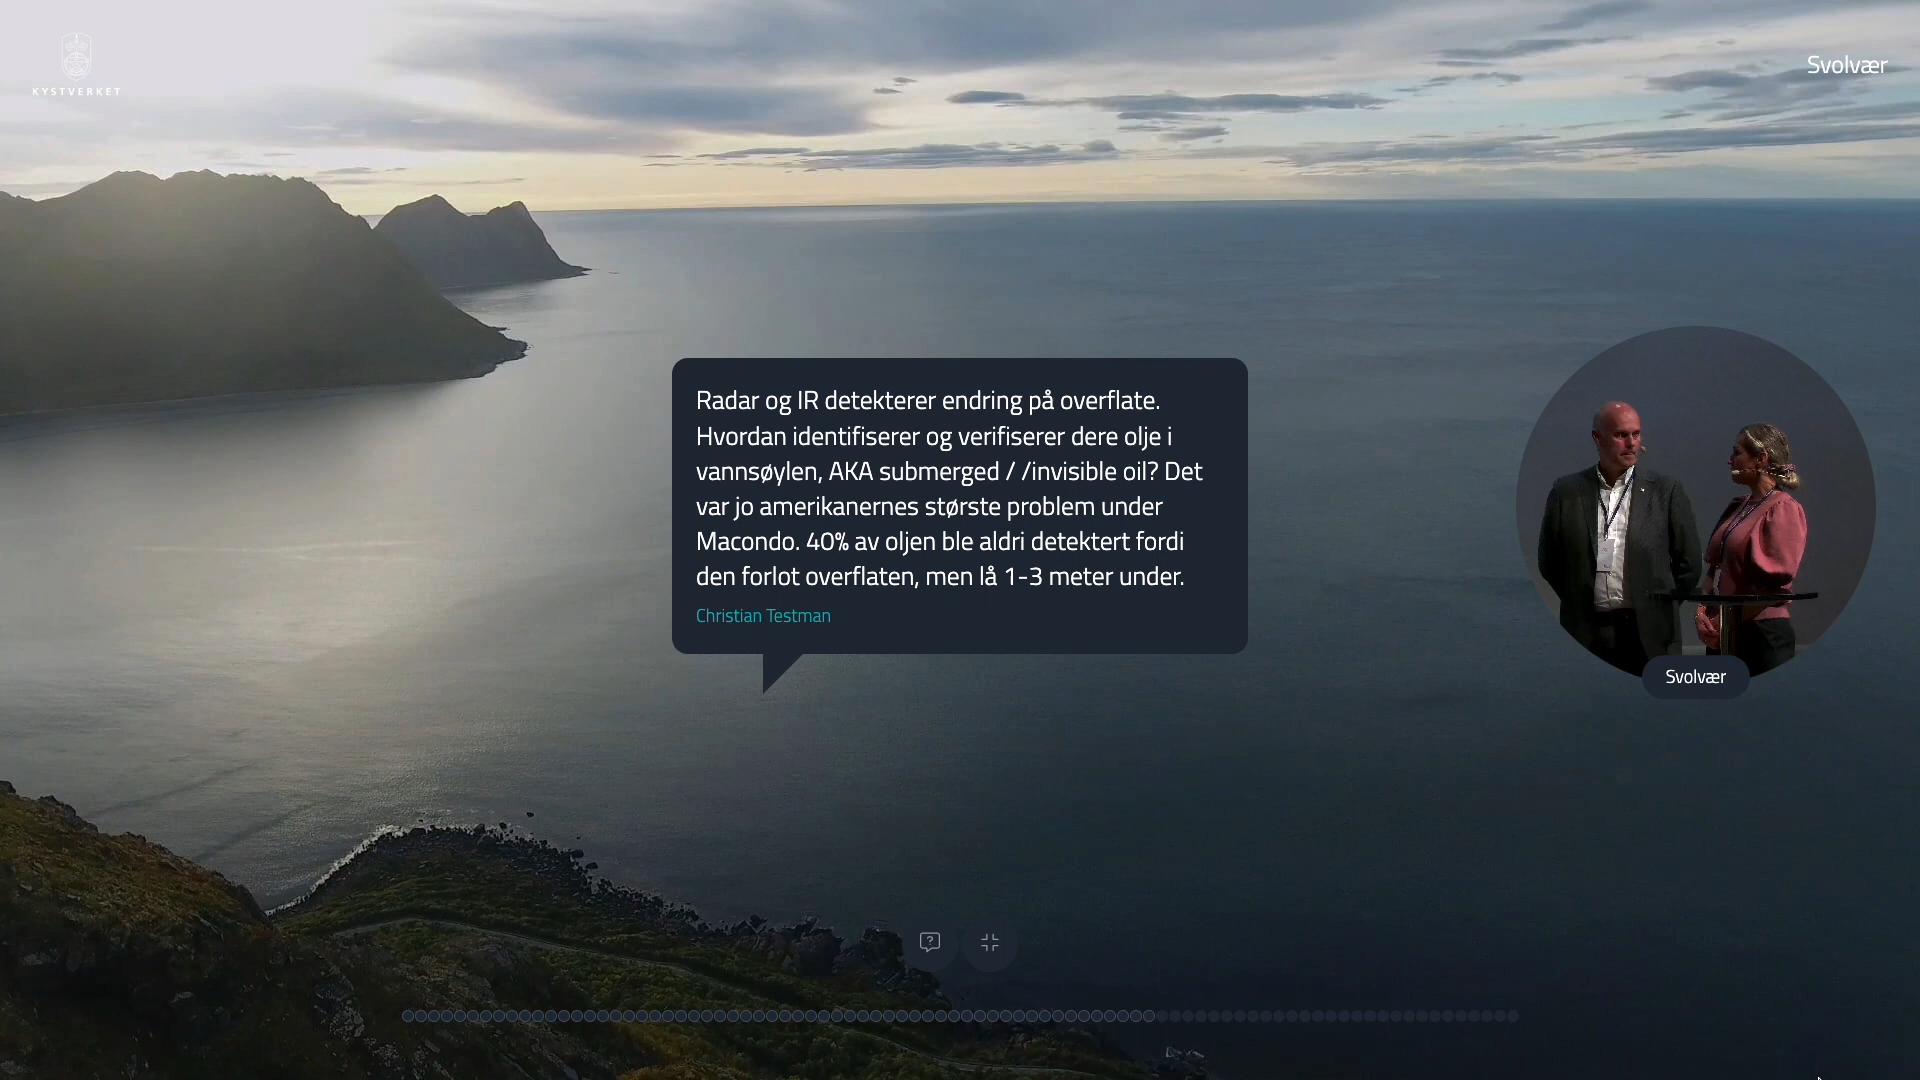 KYSTVERKET
Svolvær
Radar og IR detekterer endring på overflate.
Hvordan identifiserer og verifiserer dere olje i
vannsøylen, AKA submerged / /invisible oil? Det
var jo amerikanernes største problem under
Macondo. 40% av oljen ble aldri detektert fordi
den forlot overflaten, men lå 1-3 meter under.
Christian Testman
Svolvær